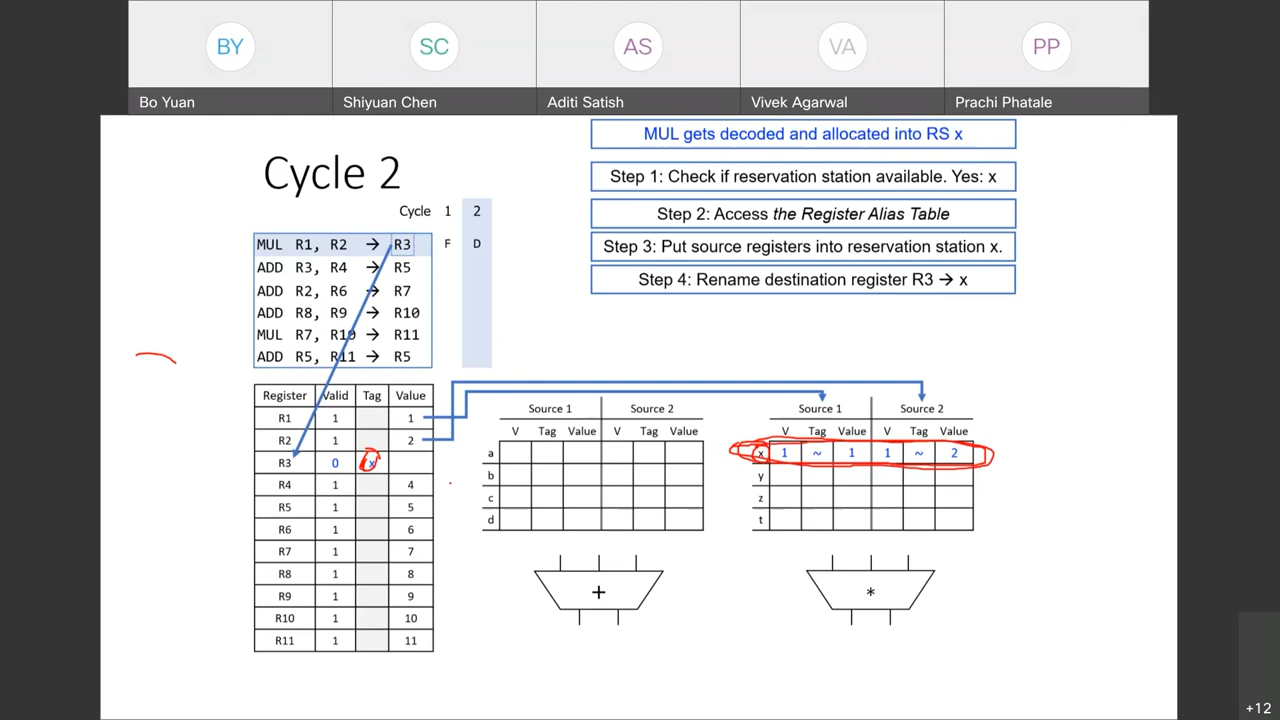 BY SC AS VA PP
Bo Yuan Shiyuan Chen Aditi Satish Vivek Agarwal Prachi Phatale
MUL gets decoded and allocated into RS x
Cycle 2
Step 1: Check if reservation station available. Yes: x
Step 2: Access the Register Alias Table
Step 3: Put source registers into reservation station x.
Step 4: Rename destination register R3 → x
Cycle 1 2
MUL R1, R2 → R3 F D
ADD R3, R4 → R5
ADD R2, R6 → R7
ADD R8, R9 → R10
MUL R7, R10 → R11
ADD R5, R11 → R5
Register Valid Tag Value
R1 1 1
R2 1 2
R3 0 x
R4 1 4
R5 1 5
R6 1 6
R7 1 7
R8 1 8
R9 1 9
R10 1 10
R11 1 11
Source 1 Source 2
V Tag Value V Tag Value
a
b
c
d
+
Source 1 Source 2
V Tag Value V Tag Value
x 1 ~ 1 1 ~ 2
y
z
t
*
+12